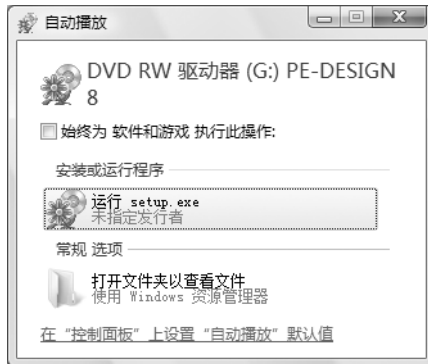 自动播放
DVD RW 驱动器 (G:) PE-DESIGN
8
始终为 软件和游戏 执行此操作:
安装或运行程序
运行 setup.exe
未指定发行者
常规 选项
打开文件夹以查看文件
使用 Windows 资源管理器
在“控制面板”上设置“自动播放”默认值